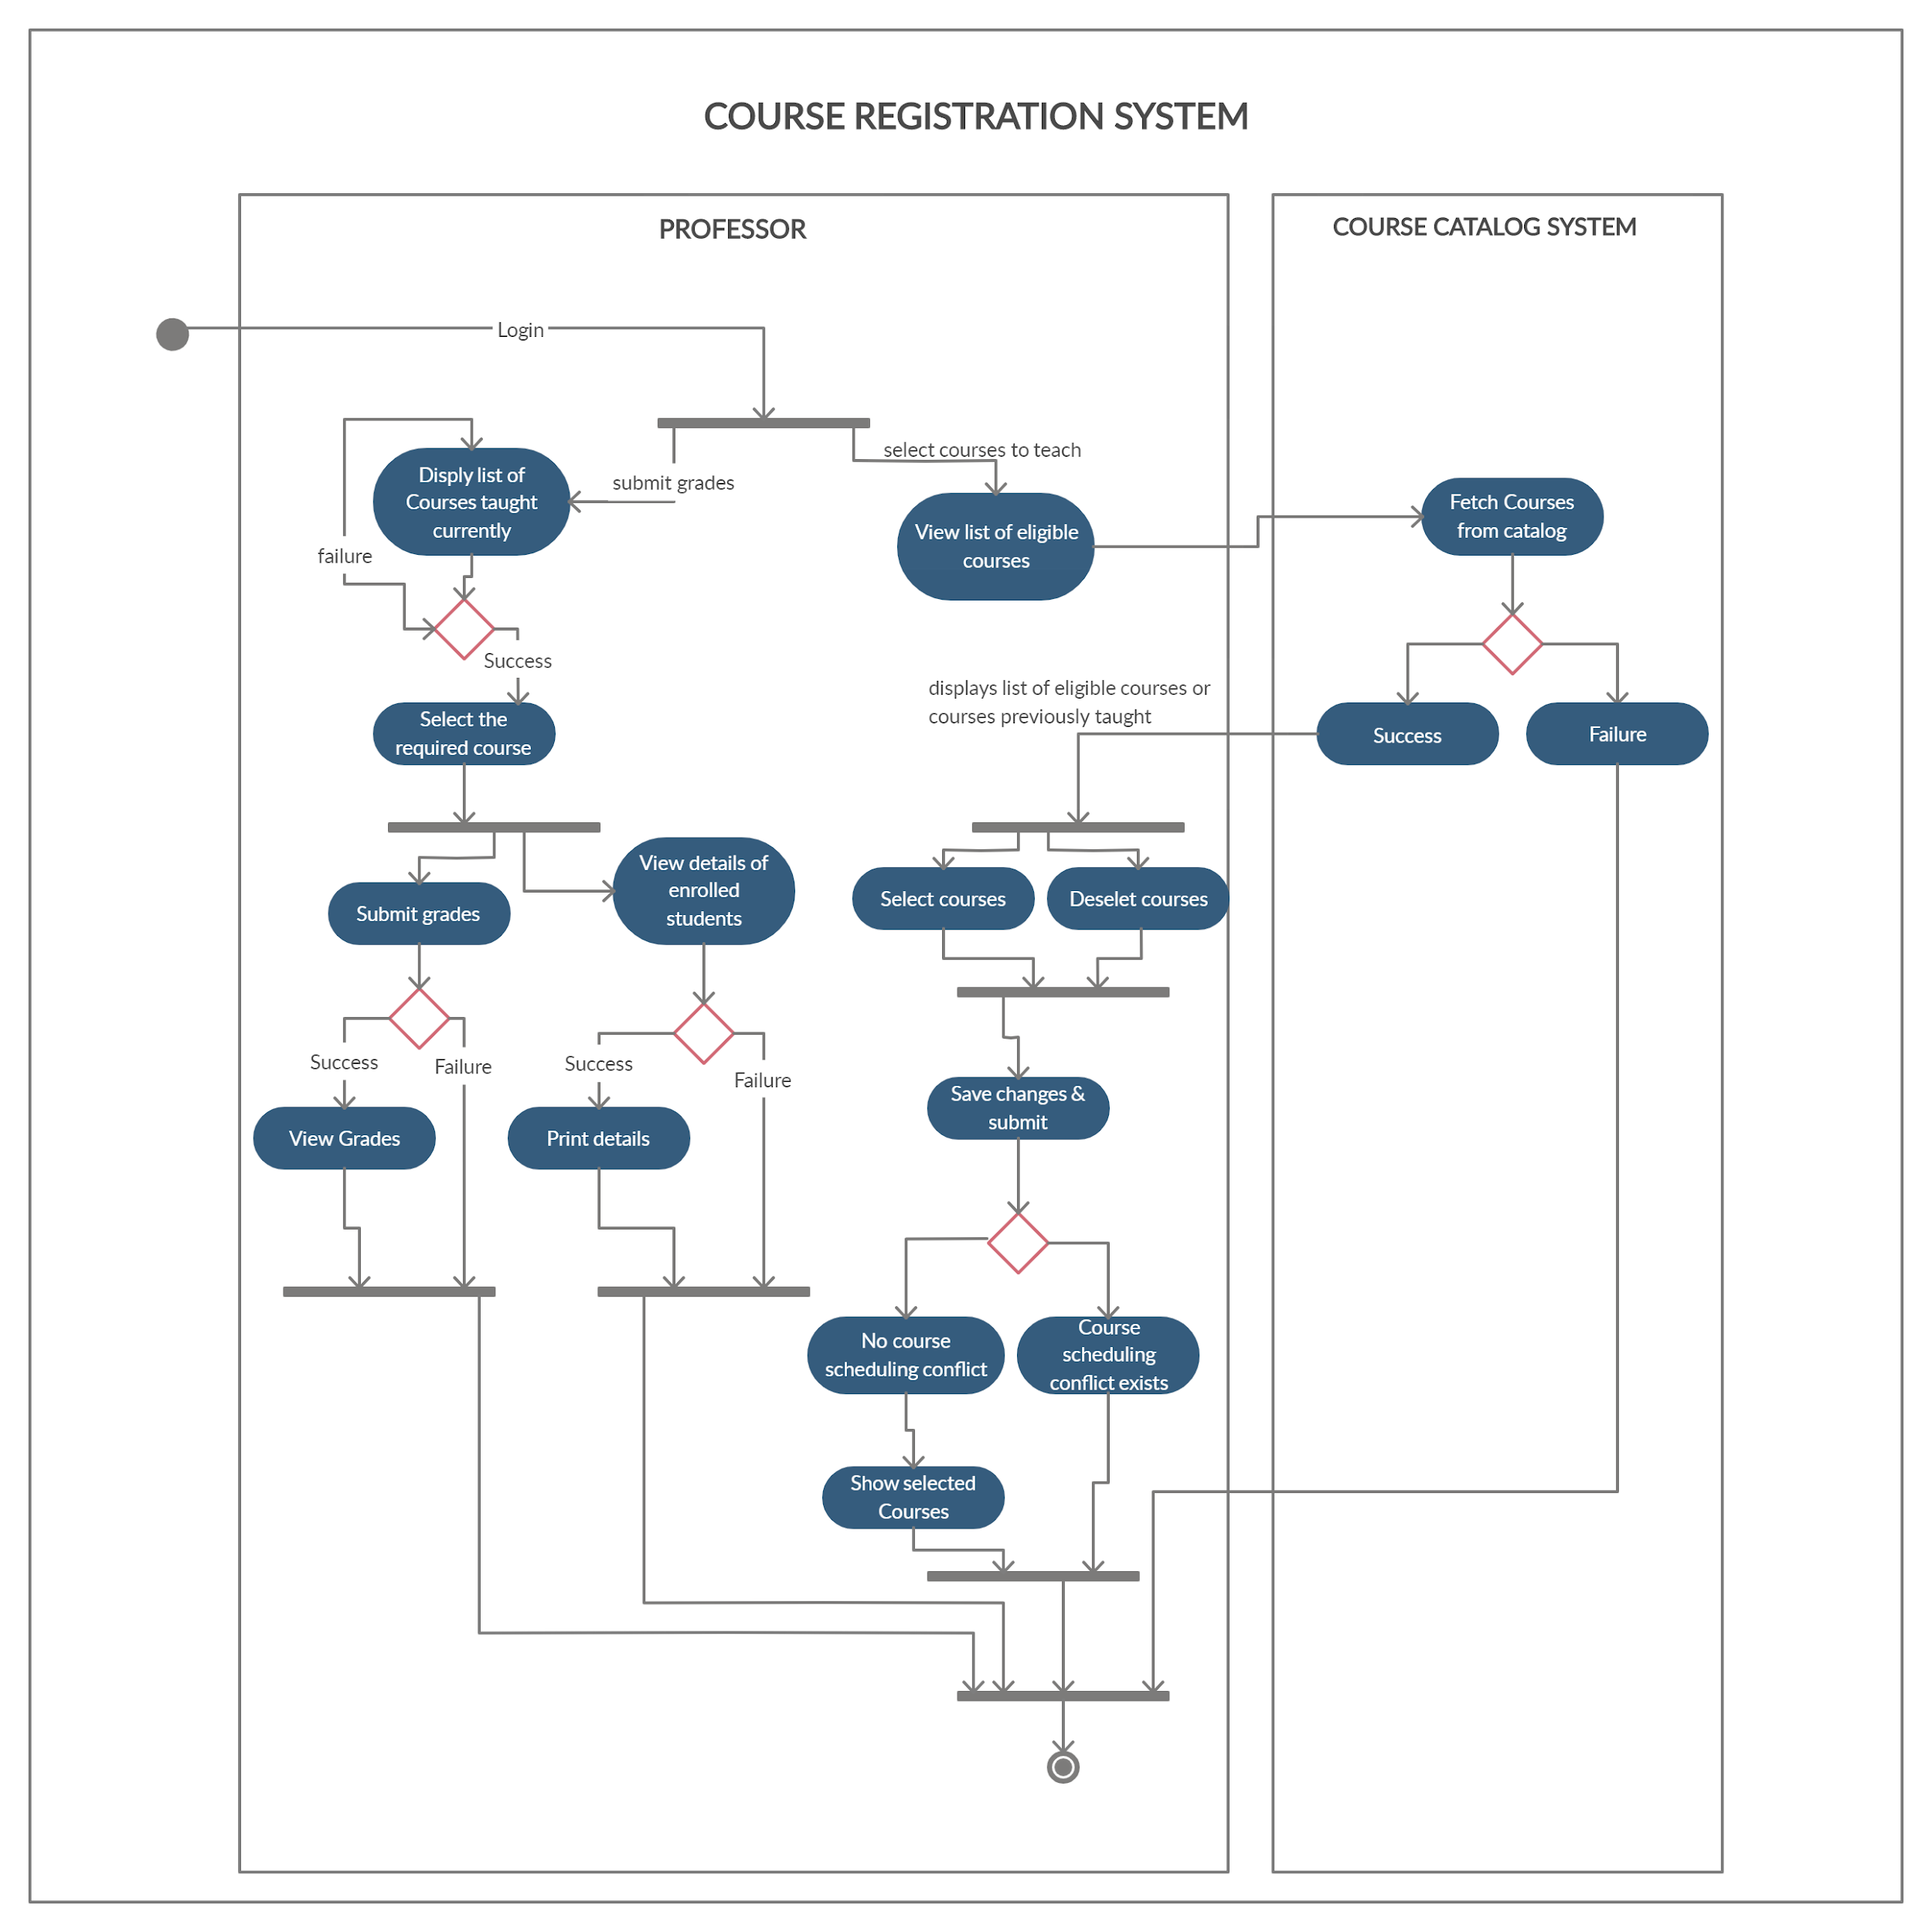 COURSE REGISTRATION SYSTEM
PROFESSOR
COURSE CATALOG SYSTEM
Login
select courses to teach
submit grades
Disply list of
Courses taught
currently
View list of eligible
courses
Fetch Courses
from catalog
failure
Success
displays list of eligible courses or
courses previously taught
Select the
required course
Success
Failure
View details of
enrolled
students
Submit grades
Select courses
Deselet courses
Success
Failure
Success
Failure
Save changes &
submit
View Grades
Print details
No course
scheduling conflict
Course
scheduling
conflict exists
Show selected
Courses